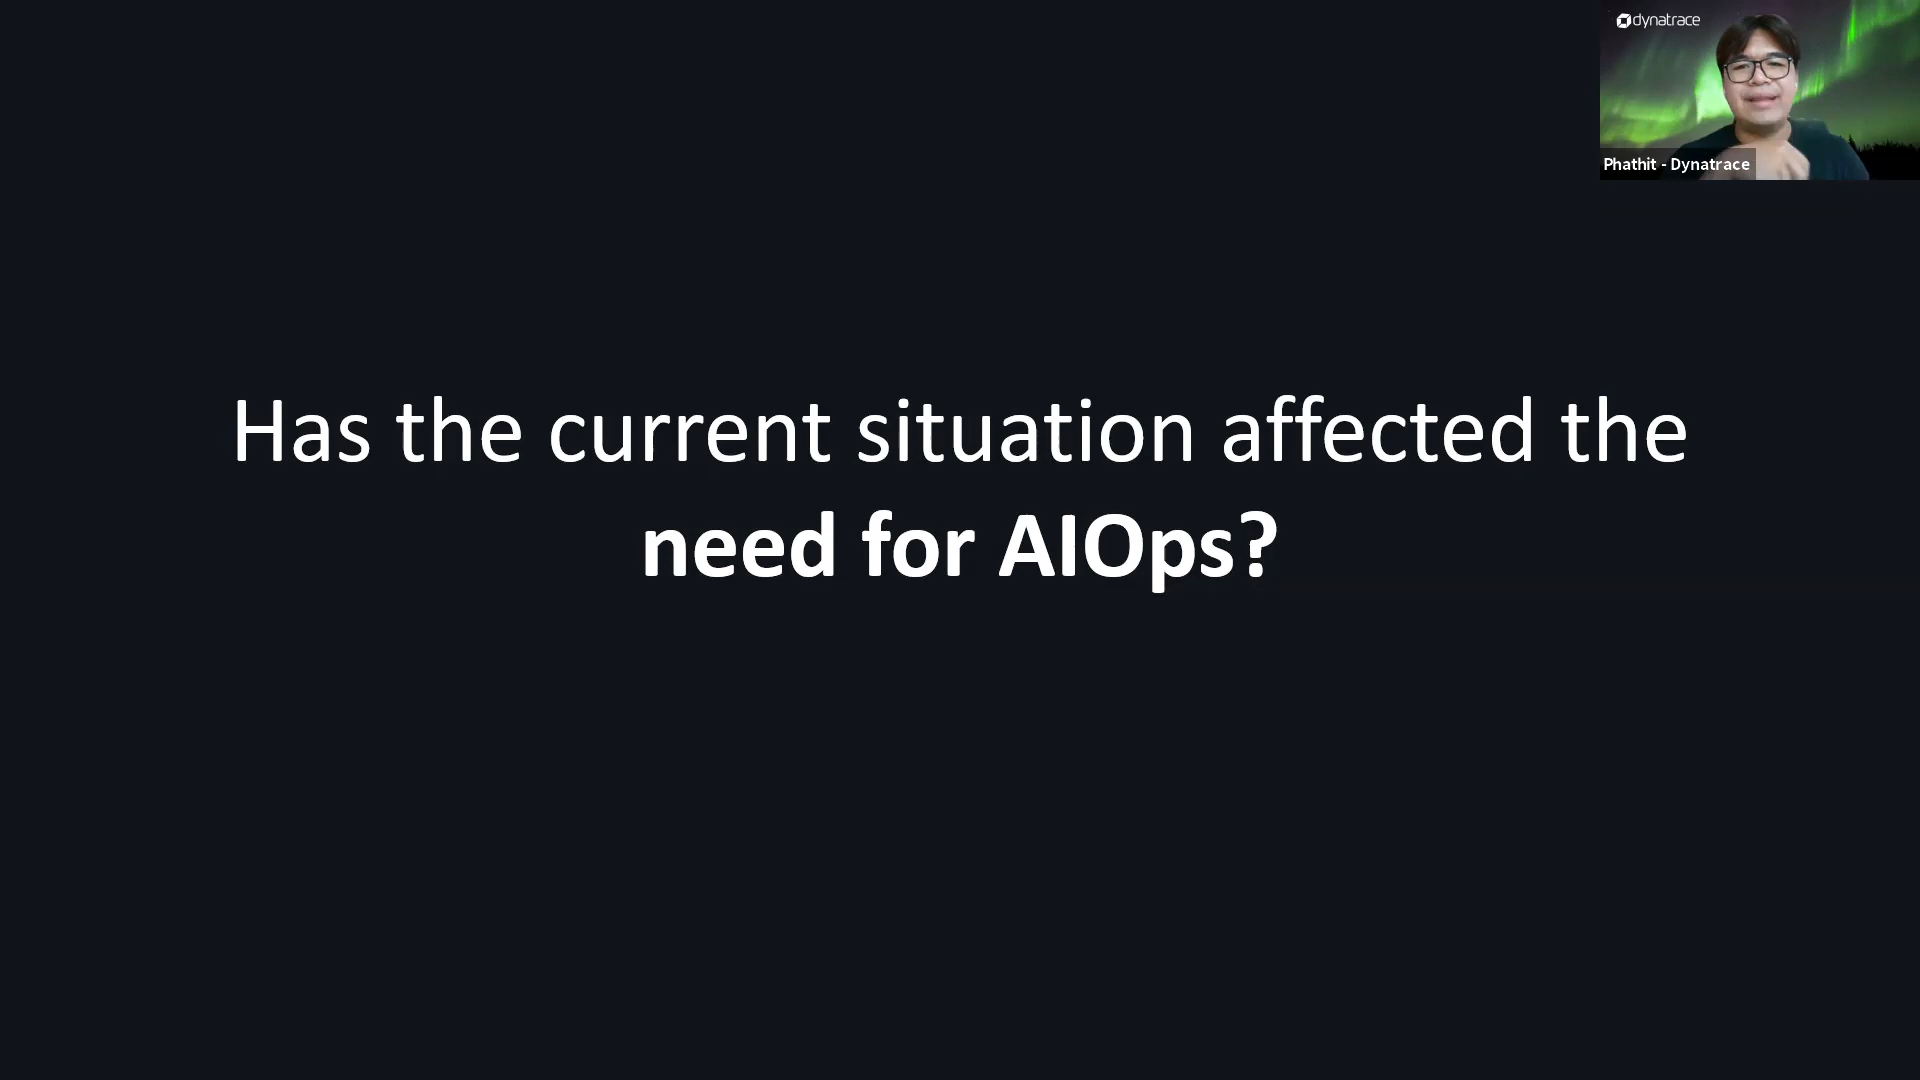 dynatrace
Phathit - Dynatrace
Has the current situation affected the
need for AIOps?